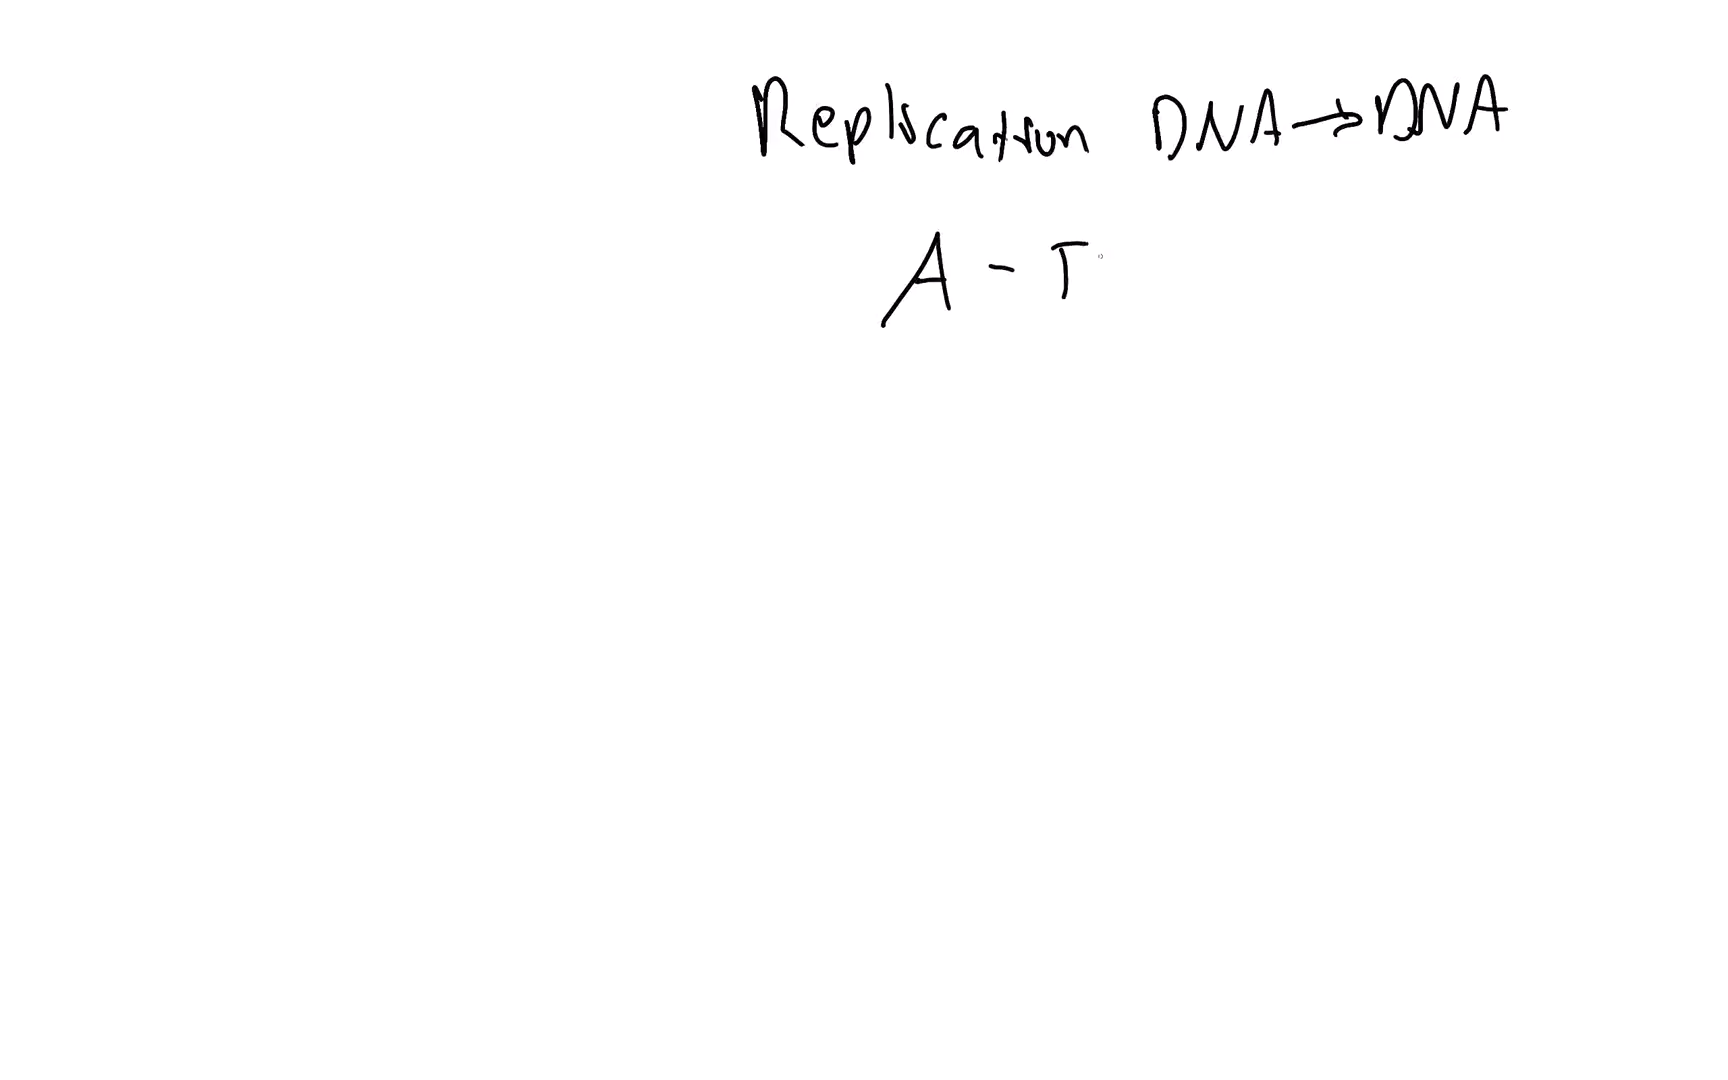 Replication DNA → DNA
A - T